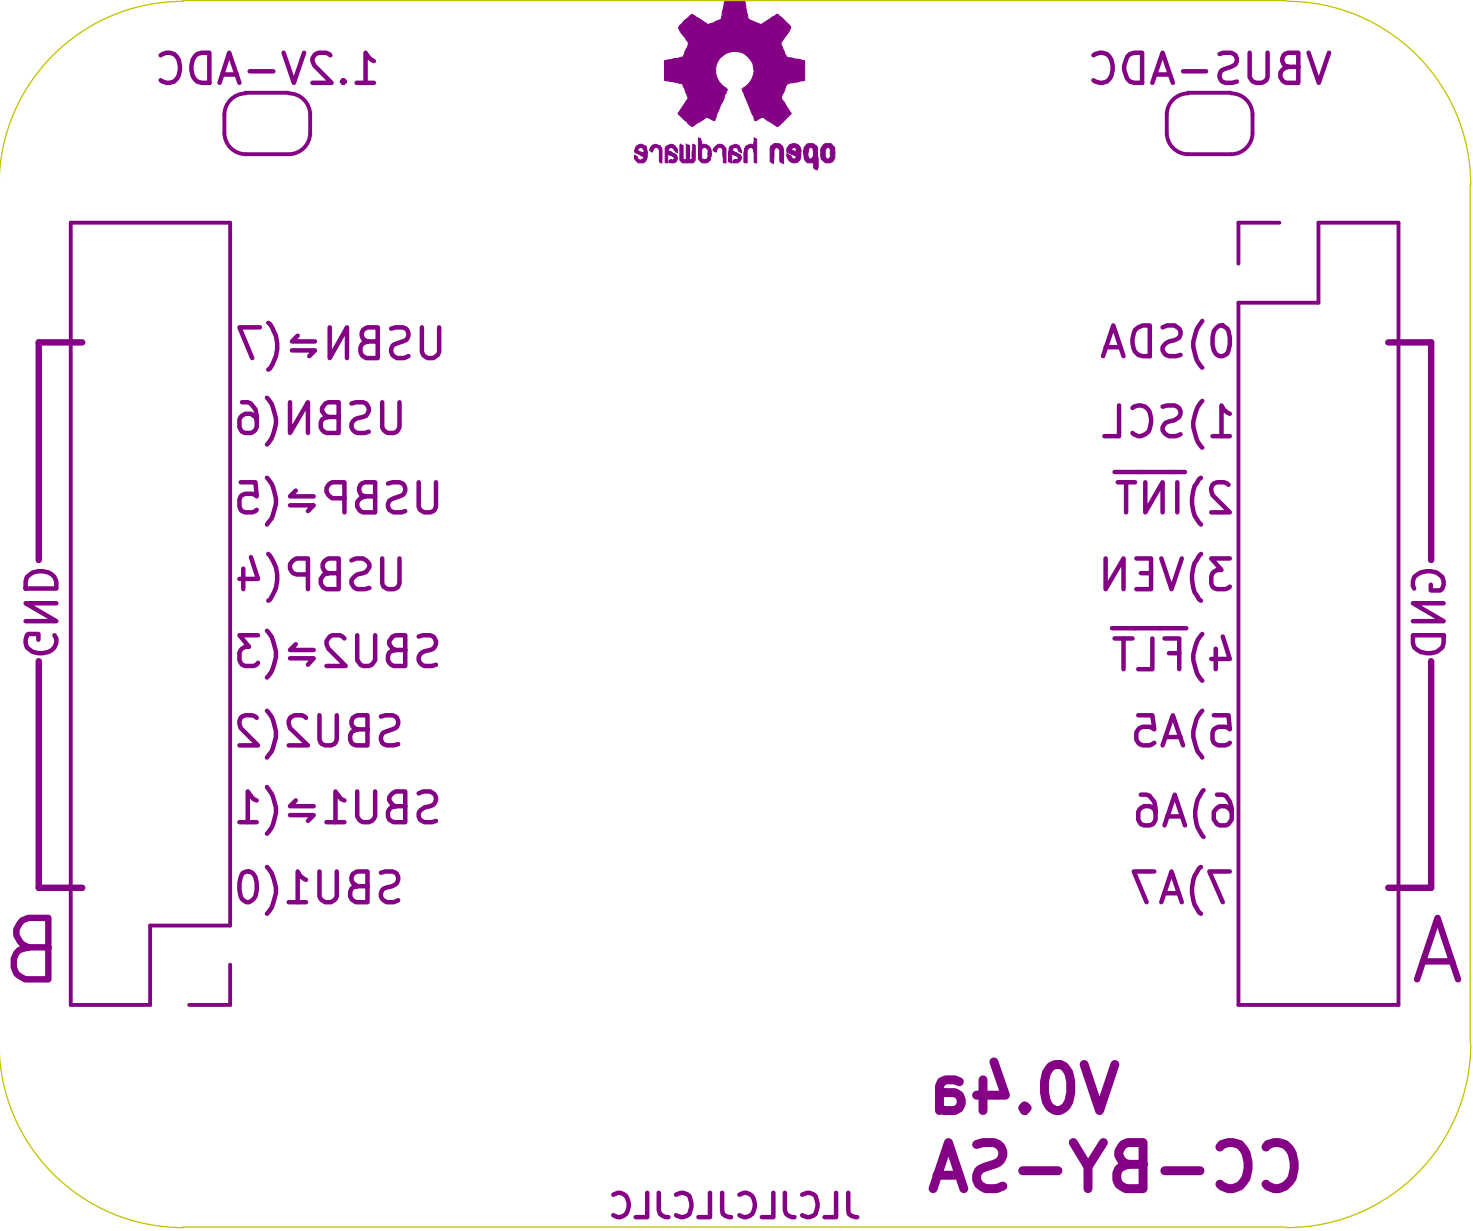 1.2V-ADC
open hardware
VBUS-ADC
USBN⇌(7
USBN(6
USBP⇌(5
USBP(4
SBU2⇌(3
SBU2(2
SBU1⇌(1
SBU1(0
GND
B
0)SDA
1)SCL
2)INT
3)VEN
4)FLT
5)A5
6)A6
7)A7
GND
A
V0.4a
CC-BY-SA
JLCJLCJLCJLC